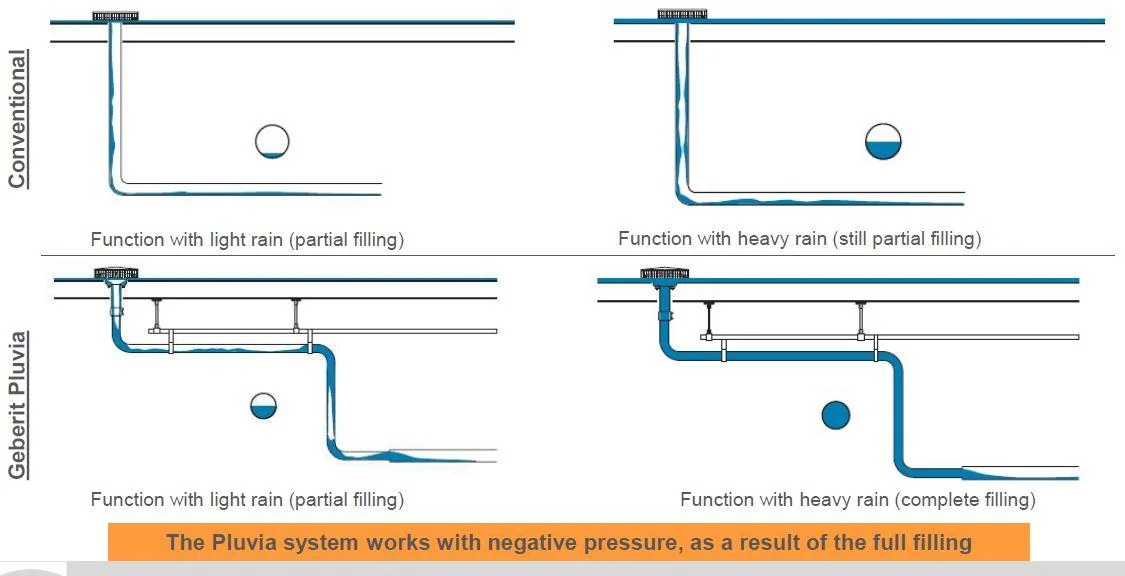 Conventional
Function with light rain (partial filling)
Function with heavy rain (still partial filling)
Geberit Pluvia
Function with light rain (partial filling)
Function with heavy rain (complete filling)
The Pluvia system works with negative pressure, as a result of the full filling